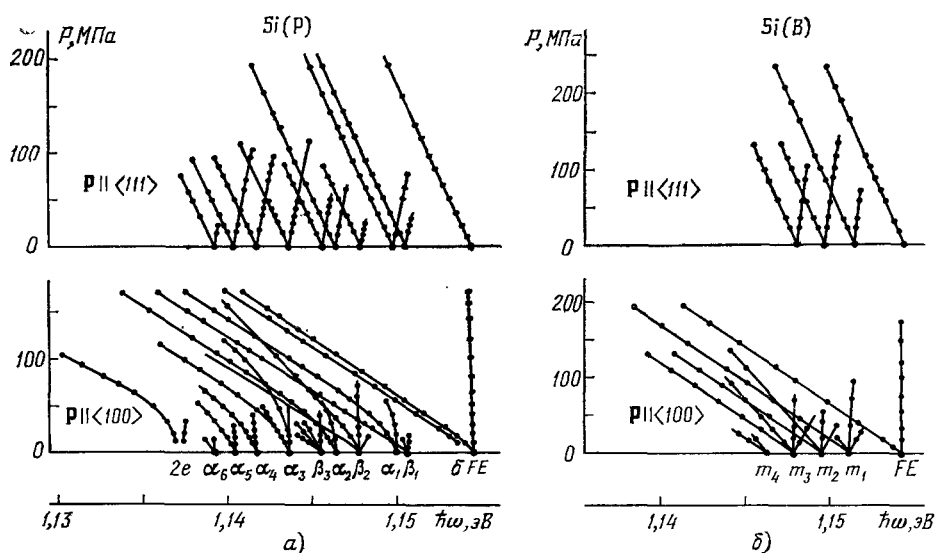 Si(P)
P, МПа
200
100
0
P || <111>
100
0
P || <100>
2e α₆ α₅ α₄ α₃ β₃ α₂ β₂ α₁ β₁ б FE
1,13 1,14 1,15 ħω, эВ
а)
Si(B)
P, МПа
200
100
0
P || <111>
200
100
0
P || <100>
m₄ m₃ m₂ m₁ FE
1,14 1,15 ħω, эВ
б)